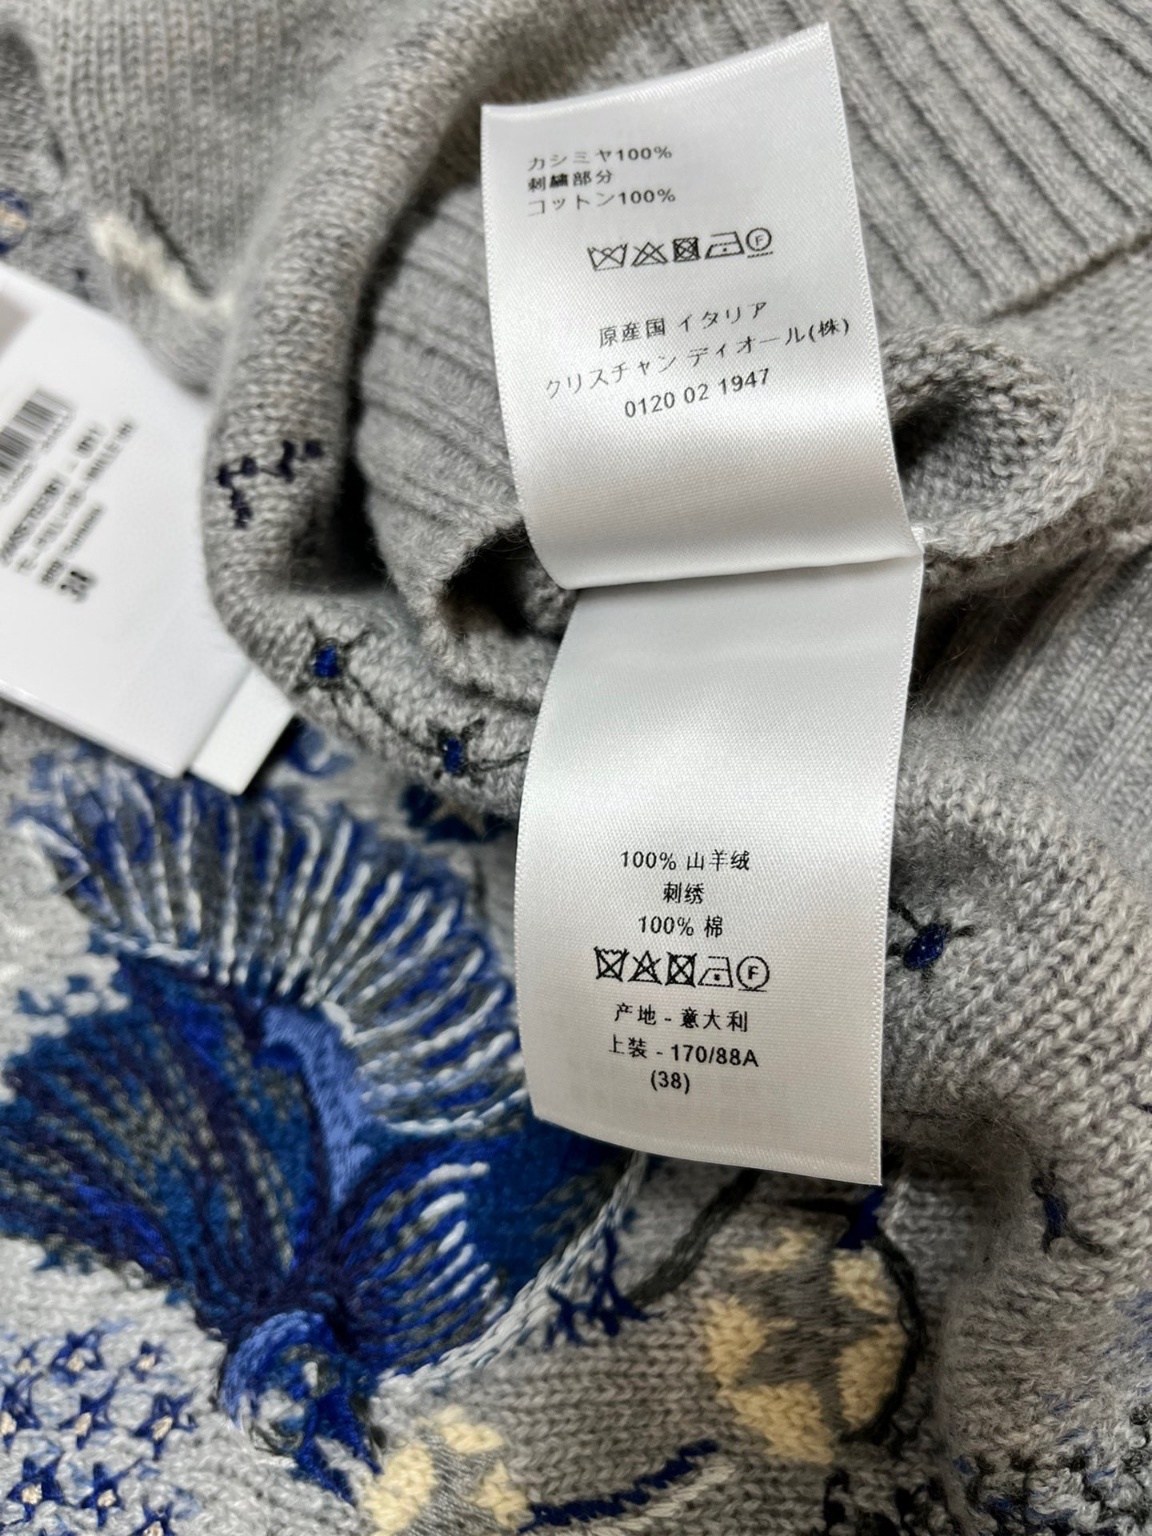 カシミヤ100%
刺繍部分
コットン100%
F
原産国 イタリア
クリスチャン ディオール(株)
0120 02 1947
100% 山羊绒
刺绣
100% 棉
F
产地 - 意大利
上装 - 170/88A
(38)
38